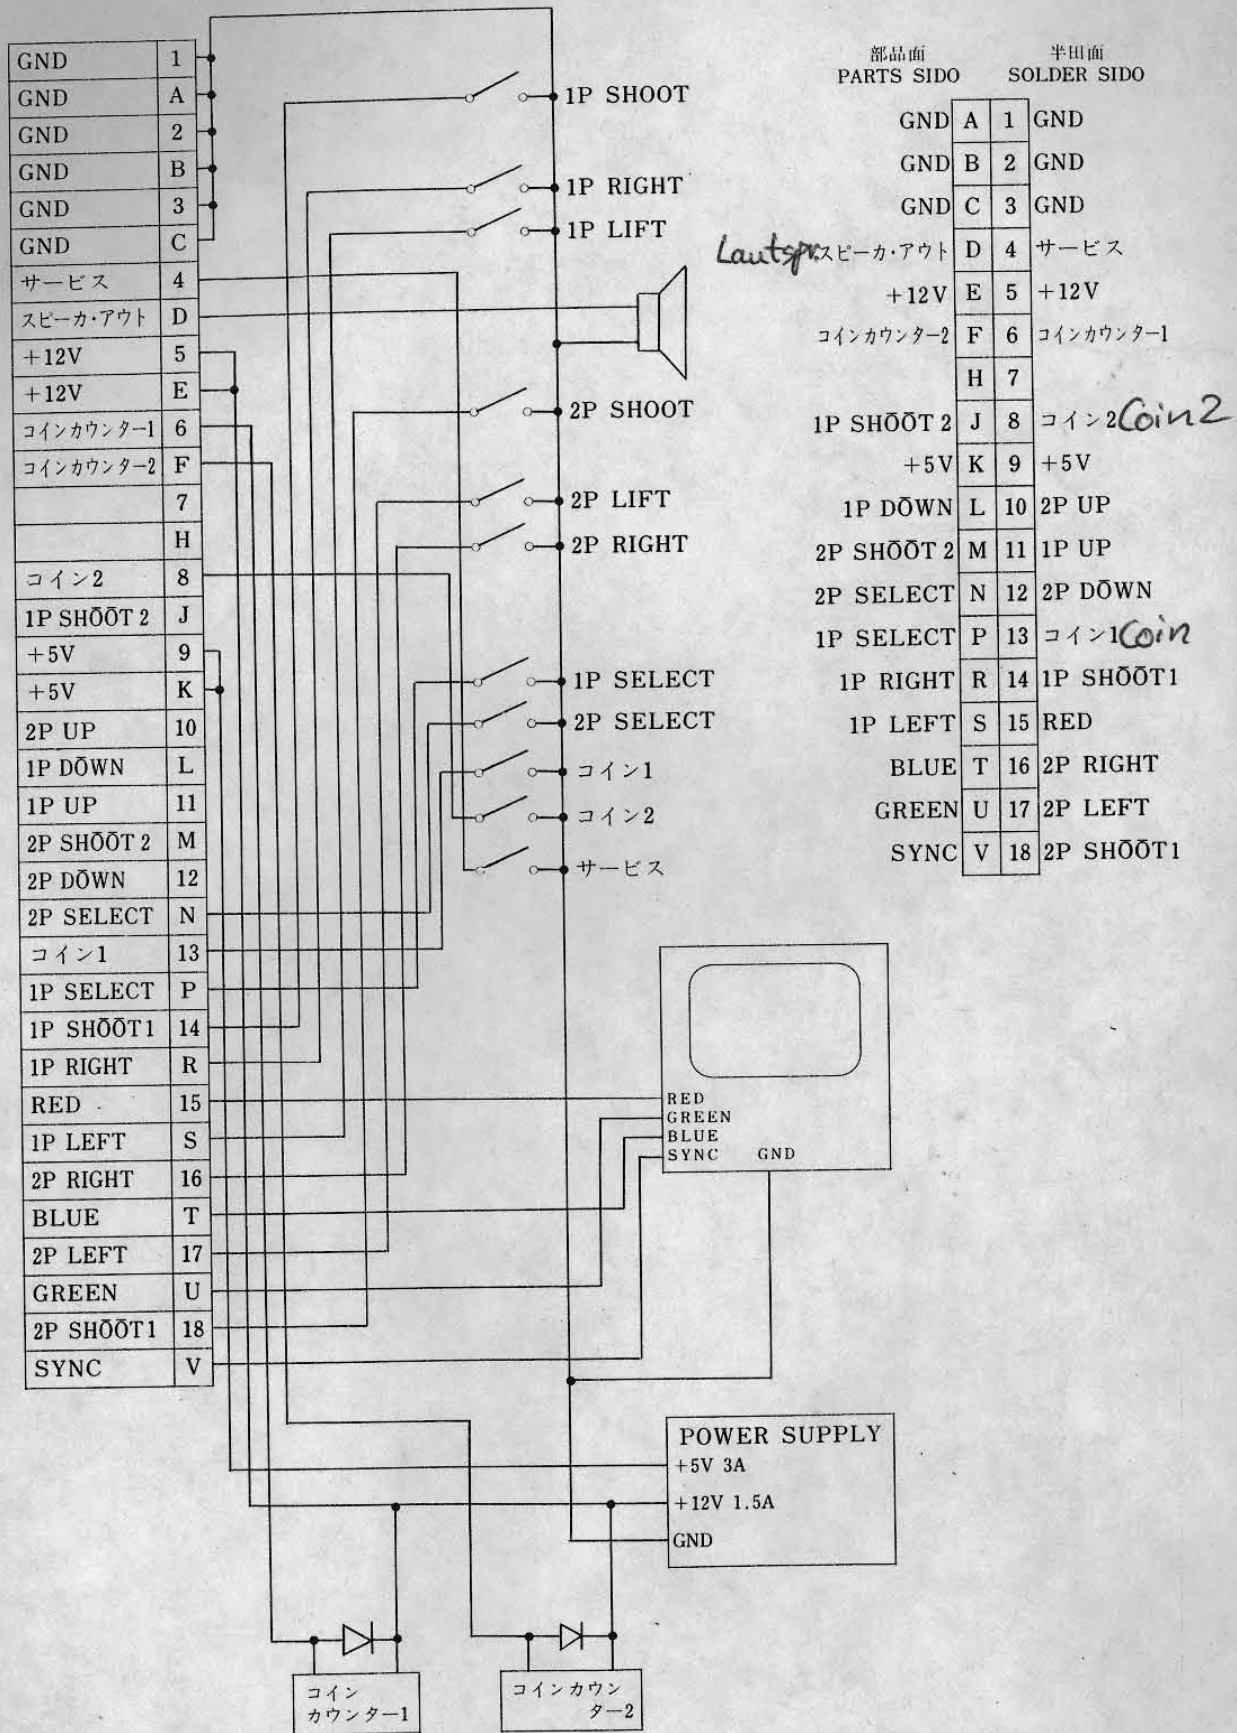 GND 1
GND A
GND 2
GND B
GND 3
GND C
サービス 4
スピーカ・アウト D
+12V 5
+12V E
コインカウンター1 6
コインカウンター2 F
7
H
コイン2 8
1P SHŌŌT 2 J
+5V 9
+5V K
2P UP 10
1P DŌWN L
1P UP 11
2P SHŌŌT 2 M
2P DŌWN 12
2P SELECT N
コイン1 13
1P SELECT P
1P SHŌŌT1 14
1P RIGHT R
RED 15
1P LEFT S
2P RIGHT 16
BLUE T
2P LEFT 17
GREEN U
2P SHŌŌT1 18
SYNC V
1P SHOOT
1P RIGHT
1P LIFT
2P SHOOT
2P LIFT
2P RIGHT
1P SELECT
2P SELECT
コイン1
コイン2
サービス
部品面 半田面
PARTS SIDO SOLDER SIDO
GND A 1 GND
GND B 2 GND
GND C 3 GND
Lautspr. スピーカ・アウト D 4 サービス
+12V E 5 +12V
コインカウンター2 F 6 コインカウンター1
H 7
1P SHŌŌT 2 J 8 コイン2 Coin2
+5V K 9 +5V
1P DŌWN L 10 2P UP
2P SHŌŌT 2 M 11 1P UP
2P SELECT N 12 2P DŌWN
1P SELECT P 13 コイン1 Coin
1P RIGHT R 14 1P SHŌŌT1
1P LEFT S 15 RED
BLUE T 16 2P RIGHT
GREEN U 17 2P LEFT
SYNC V 18 2P SHŌŌT1
RED
GREEN
BLUE
SYNC GND
POWER SUPPLY
+5V 3A
+12V 1.5A
GND
コイン
カウンター1
コインカウン
ター2